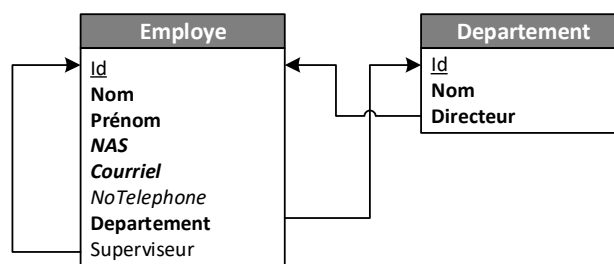 Employe
Id
Nom
Prénom
NAS
Courriel
NoTelephone
Departement
Superviseur
Departement
Id
Nom
Directeur